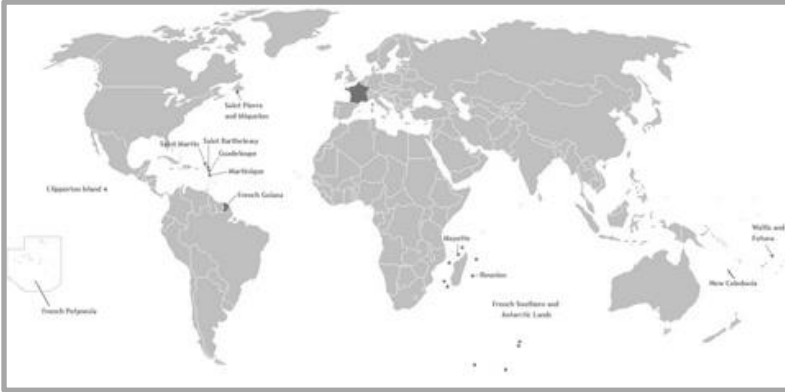 Saint Pierre
and Miquelon
Saint Martin
Saint Barthelemy
Guadeloupe
Martinique
Clipperton Island
French Guiana
Mayotte
Reunion
Wallis and
Futuna
New Caledonia
French Polynesia
French Southern and
Antarctic Lands